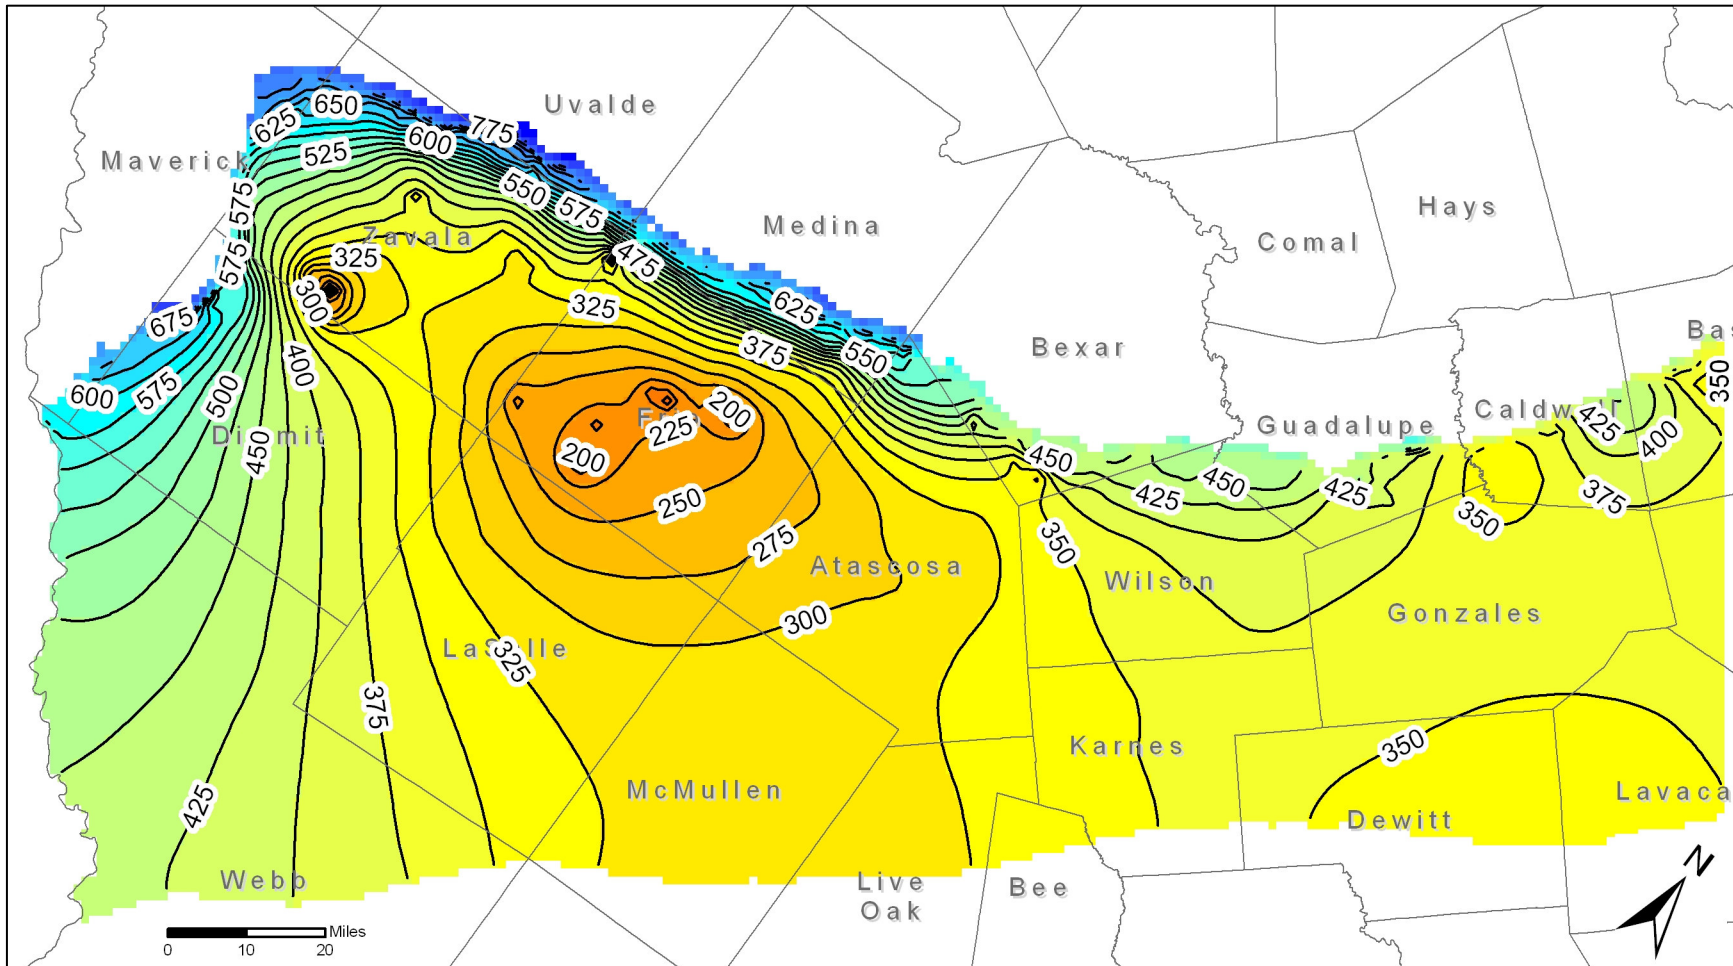 Uvalde
650
775
625
600
525
Maverick
550
575
575
Hays
Medina
Zavala
Comal
475
325
575
300
325
625
675
Bas
Bexar
375
550
400
350
600
575
500
200
Caldwell
425
Guadalupe
Frio
225
400
Dimmit
450
200
450
450
425
425
375
250
350
350
275
Atascosa
Wilson
Gonzales
300
LaSalle
325
375
Karnes
350
McMullen
Lavaca
425
Dewitt
Webb
Live
Oak
Bee
N
Miles
0 10 20